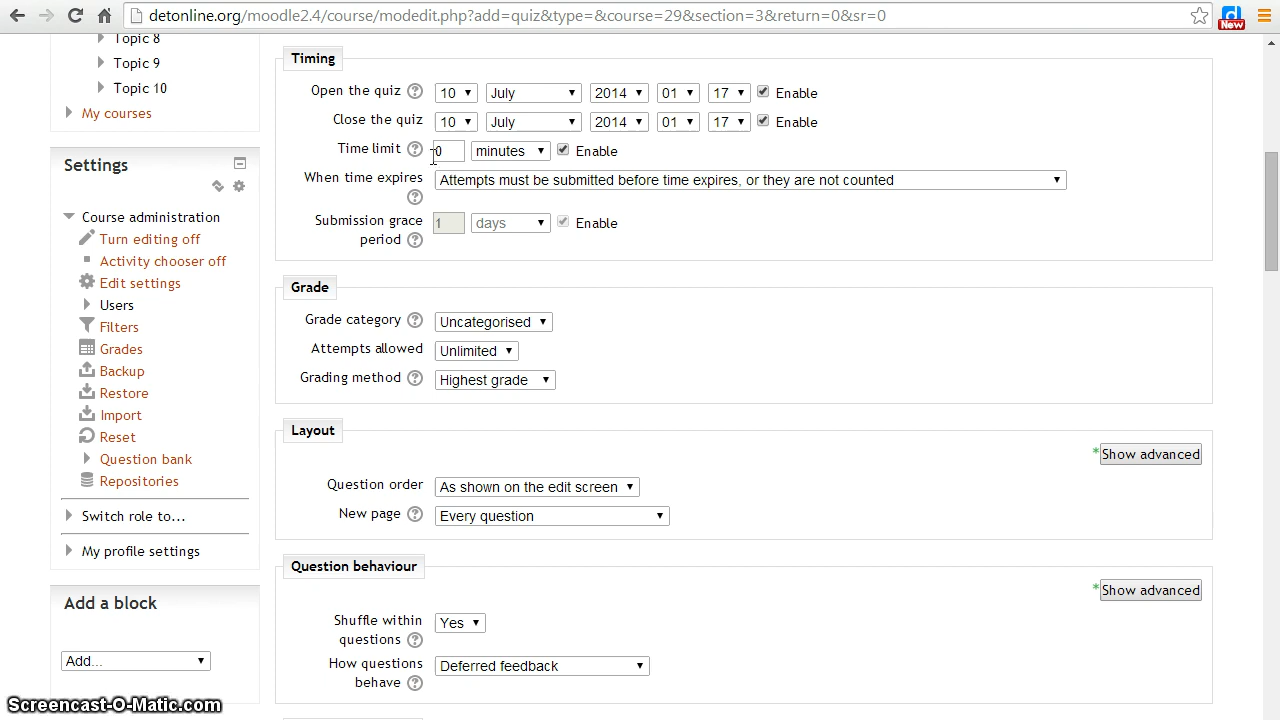 detonline.org/moodle2.4/course/modedit.php?add=quiz&type=&course=29&section=3&return=0&sr=0
New
Topic 8
Topic 9
Topic 10
My courses
Settings
Course administration
Turn editing off
Activity chooser off
Edit settings
Users
Filters
Grades
Backup
Restore
Import
Reset
Question bank
Repositories
Switch role to...
My profile settings
Add a block
Add...
Timing
Open the quiz 10 July 2014 01 17 Enable
Close the quiz 10 July 2014 01 17 Enable
Time limit 0 minutes Enable
When time expires Attempts must be submitted before time expires, or they are not counted
Submission grace 1 days Enable
period
Grade
Grade category Uncategorised
Attempts allowed Unlimited
Grading method Highest grade
Layout
*Show advanced
Question order As shown on the edit screen
New page Every question
Question behaviour
*Show advanced
Shuffle within Yes
questions
How questions Deferred feedback
behave
Screencast-O-Matic.com